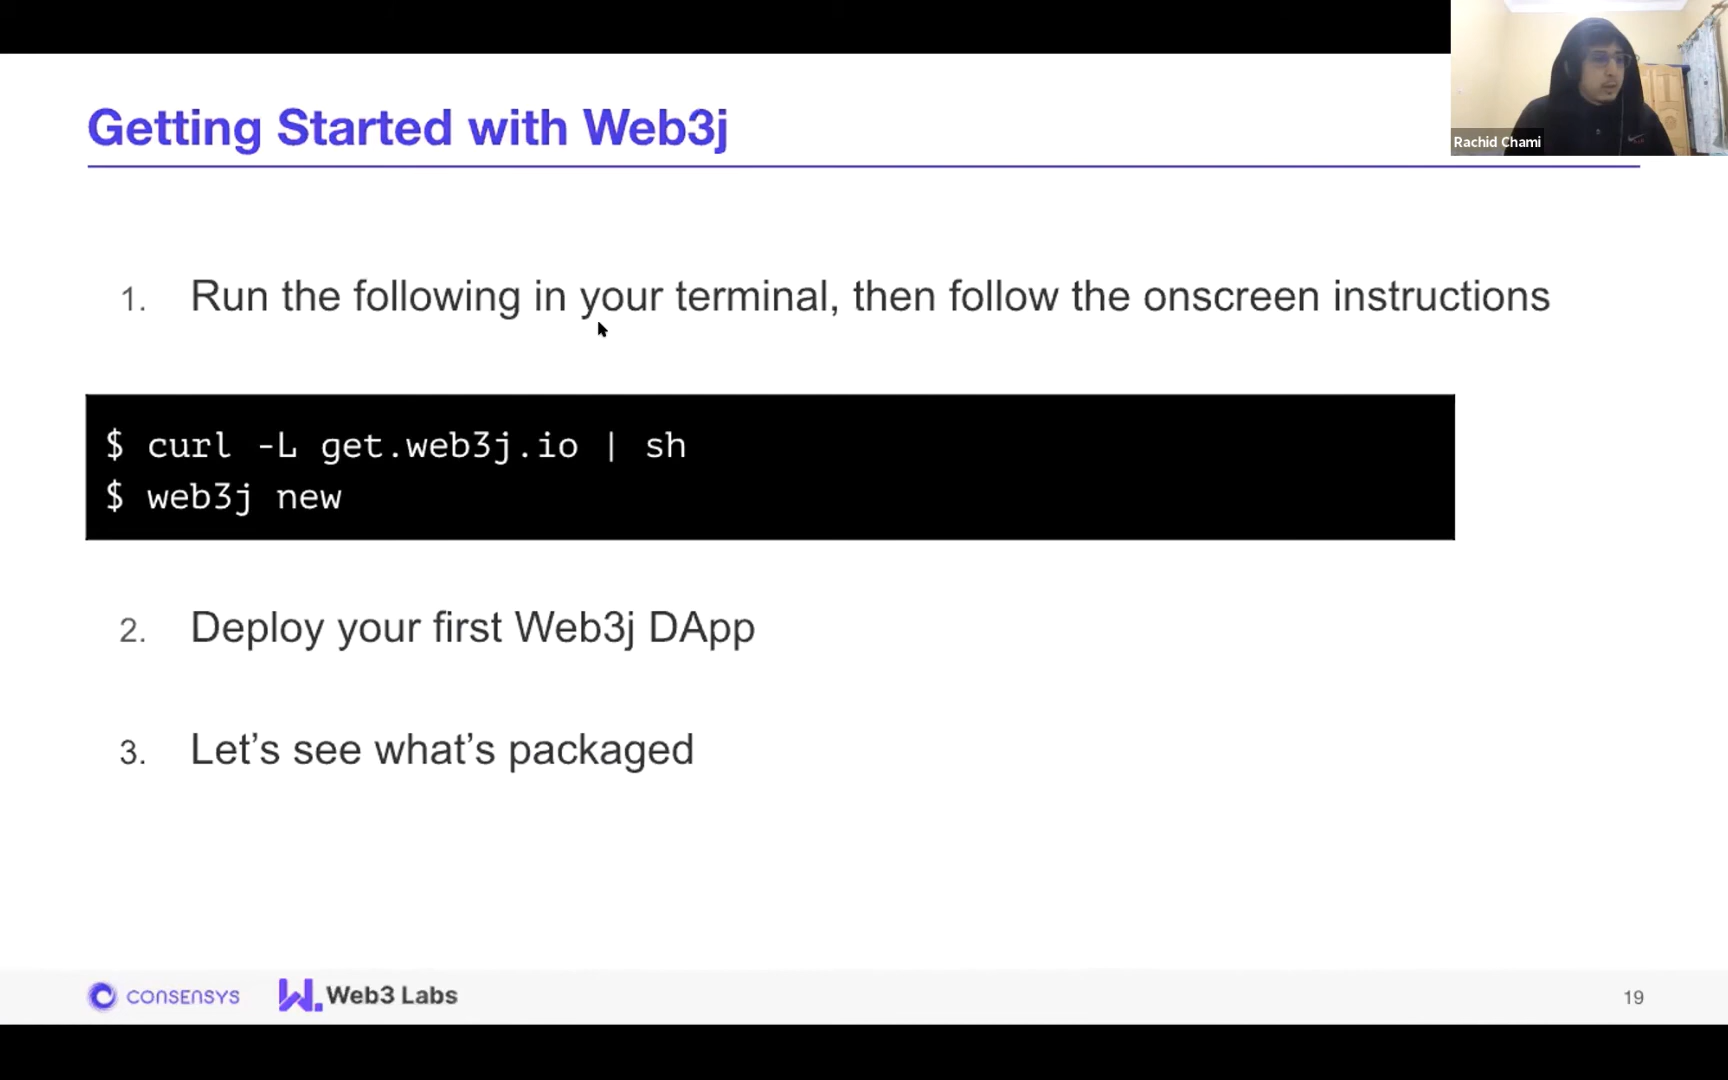 Getting Started with Web3j
Rachid Chami
1. Run the following in your terminal, then follow the onscreen instructions
$ curl -L get.web3j.io | sh
$ web3j new
2. Deploy your first Web3j DApp
3. Let’s see what’s packaged
CONSENSYS W. Web3 Labs 19